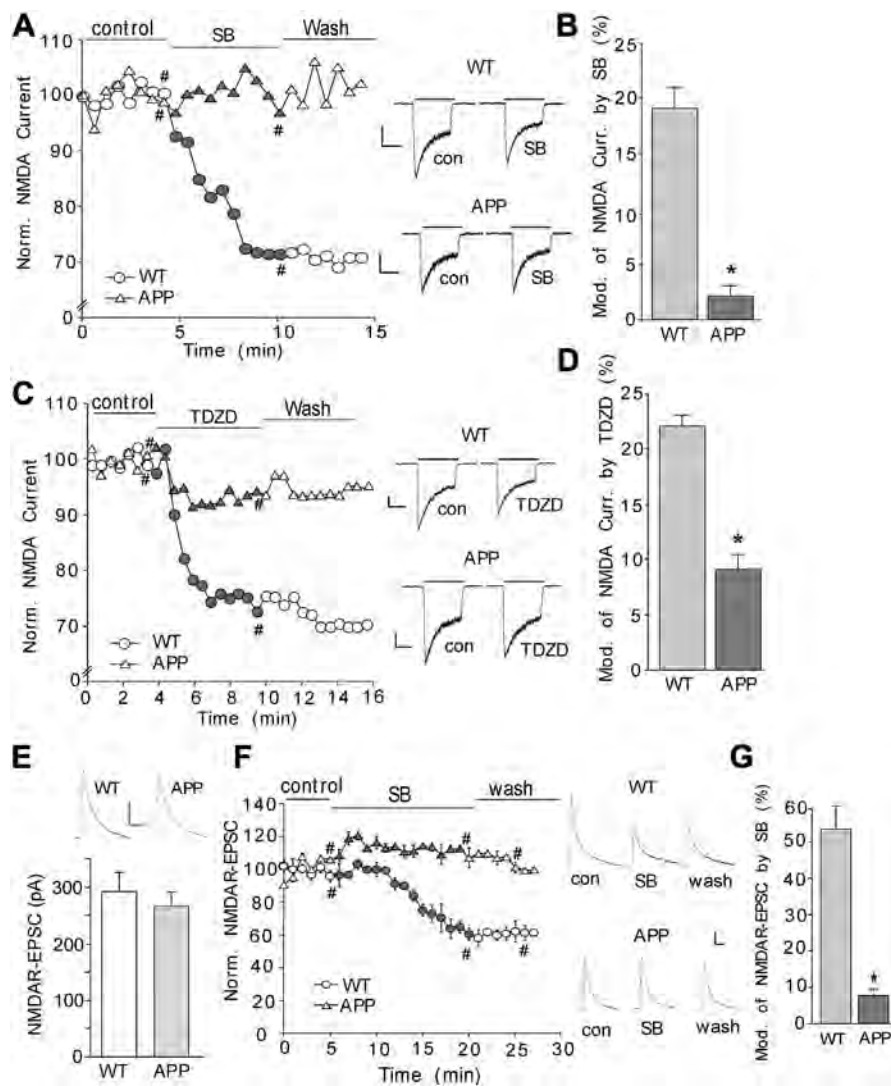 A
control
SB
Wash
110
100
90
80
70
0
Norm. NMDA Current
#
#
#
#
WT
APP
0
5
10
15
Time (min)
WT
con
SB
APP
con
SB
B
Mod. of NMDA Curr. by SB (%)
25
20
15
10
5
0
*
WT
APP
C
control
TDZD
Wash
110
100
90
80
70
0
Norm. NMDA Current
#
#
#
#
WT
APP
0
2
4
6
8
10
12
14
16
Time (min)
WT
con
TDZD
APP
con
TDZD
D
Mod. of NMDA Curr. by TDZD (%)
25
20
15
10
5
0
*
WT
APP
E
WT
APP
NMDAR-EPSC (pA)
300
0
WT
APP
F
control
SB
wash
140
120
100
80
60
40
20
0
Norm. NMDAR-EPSC
#
#
#
#
#
#
WT
APP
0
5
10
15
20
25
30
Time (min)
WT
con
SB
wash
APP
con
SB
wash
G
Mod. of NMDAR-EPSC by SB (%)
60
50
40
30
20
10
0
*
WT
APP